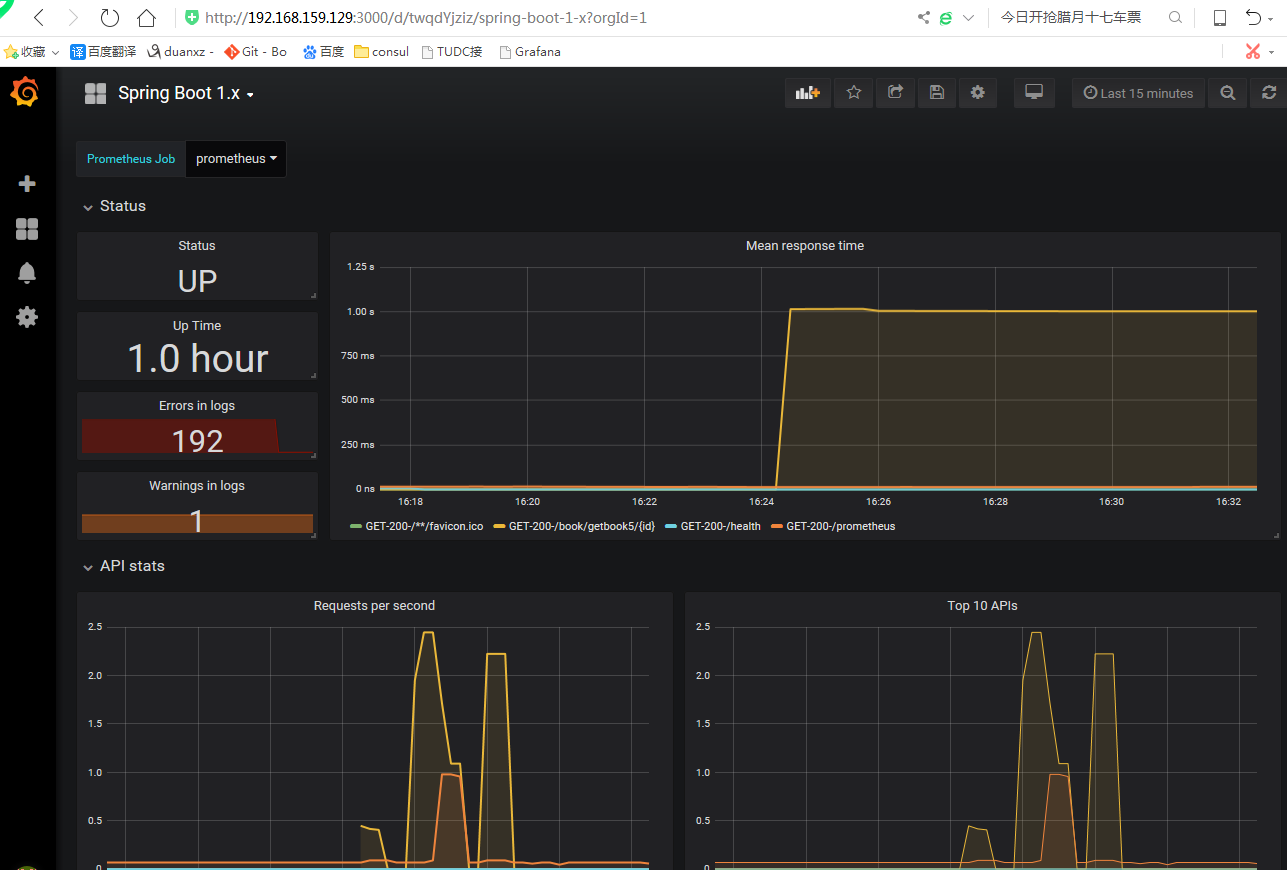 http://192.168.159.129:3000/d/twqdYjziz/spring-boot-1-x?orgId=1 今日开抢腊月十七车票
收藏 译 百度翻译 duanxz - Git - Bo 百度 consul TUDC接 Grafana
Spring Boot 1.x Last 15 minutes
Prometheus Job prometheus
Status
Status
UP
Up Time
1.0 hour
Errors in logs
192
Warnings in logs
1
Mean response time
1.25 s
1.00 s
750 ms
500 ms
250 ms
0 ns
16:18 16:20 16:22 16:24 16:26 16:28 16:30 16:32
GET-200-/**/favicon.ico GET-200-/book/getbook5/{id} GET-200-/health GET-200-/prometheus
API stats
Requests per second
2.5
2.0
1.5
1.0
0.5
0
Top 10 APIs
2.5
2.0
1.5
1.0
0.5
0